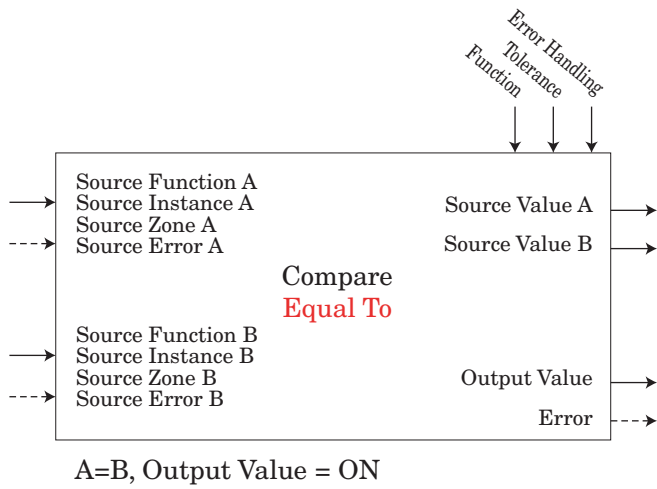 Error Handling
Tolerance
Function
Source Function A
Source Instance A
Source Zone A
Source Error A
Source Value A
Source Value B
Compare
Equal To
Source Function B
Source Instance B
Source Zone B
Source Error B
Output Value
Error
A=B, Output Value = ON